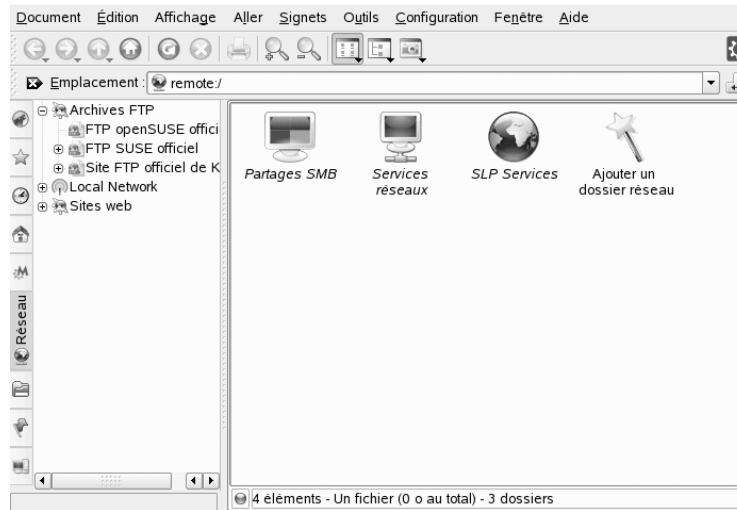 Document Édition Affichage Aller Signets Outils Configuration Fenêtre Aide
Emplacement : remote:/
Archives FTP
FTP openSUSE offici
FTP SUSE officiel
Site FTP officiel de K
Local Network
Sites web
Réseau
Partages SMB
Services
réseaux
SLP Services
Ajouter un
dossier réseau
4 éléments - Un fichier (0 o au total) - 3 dossiers